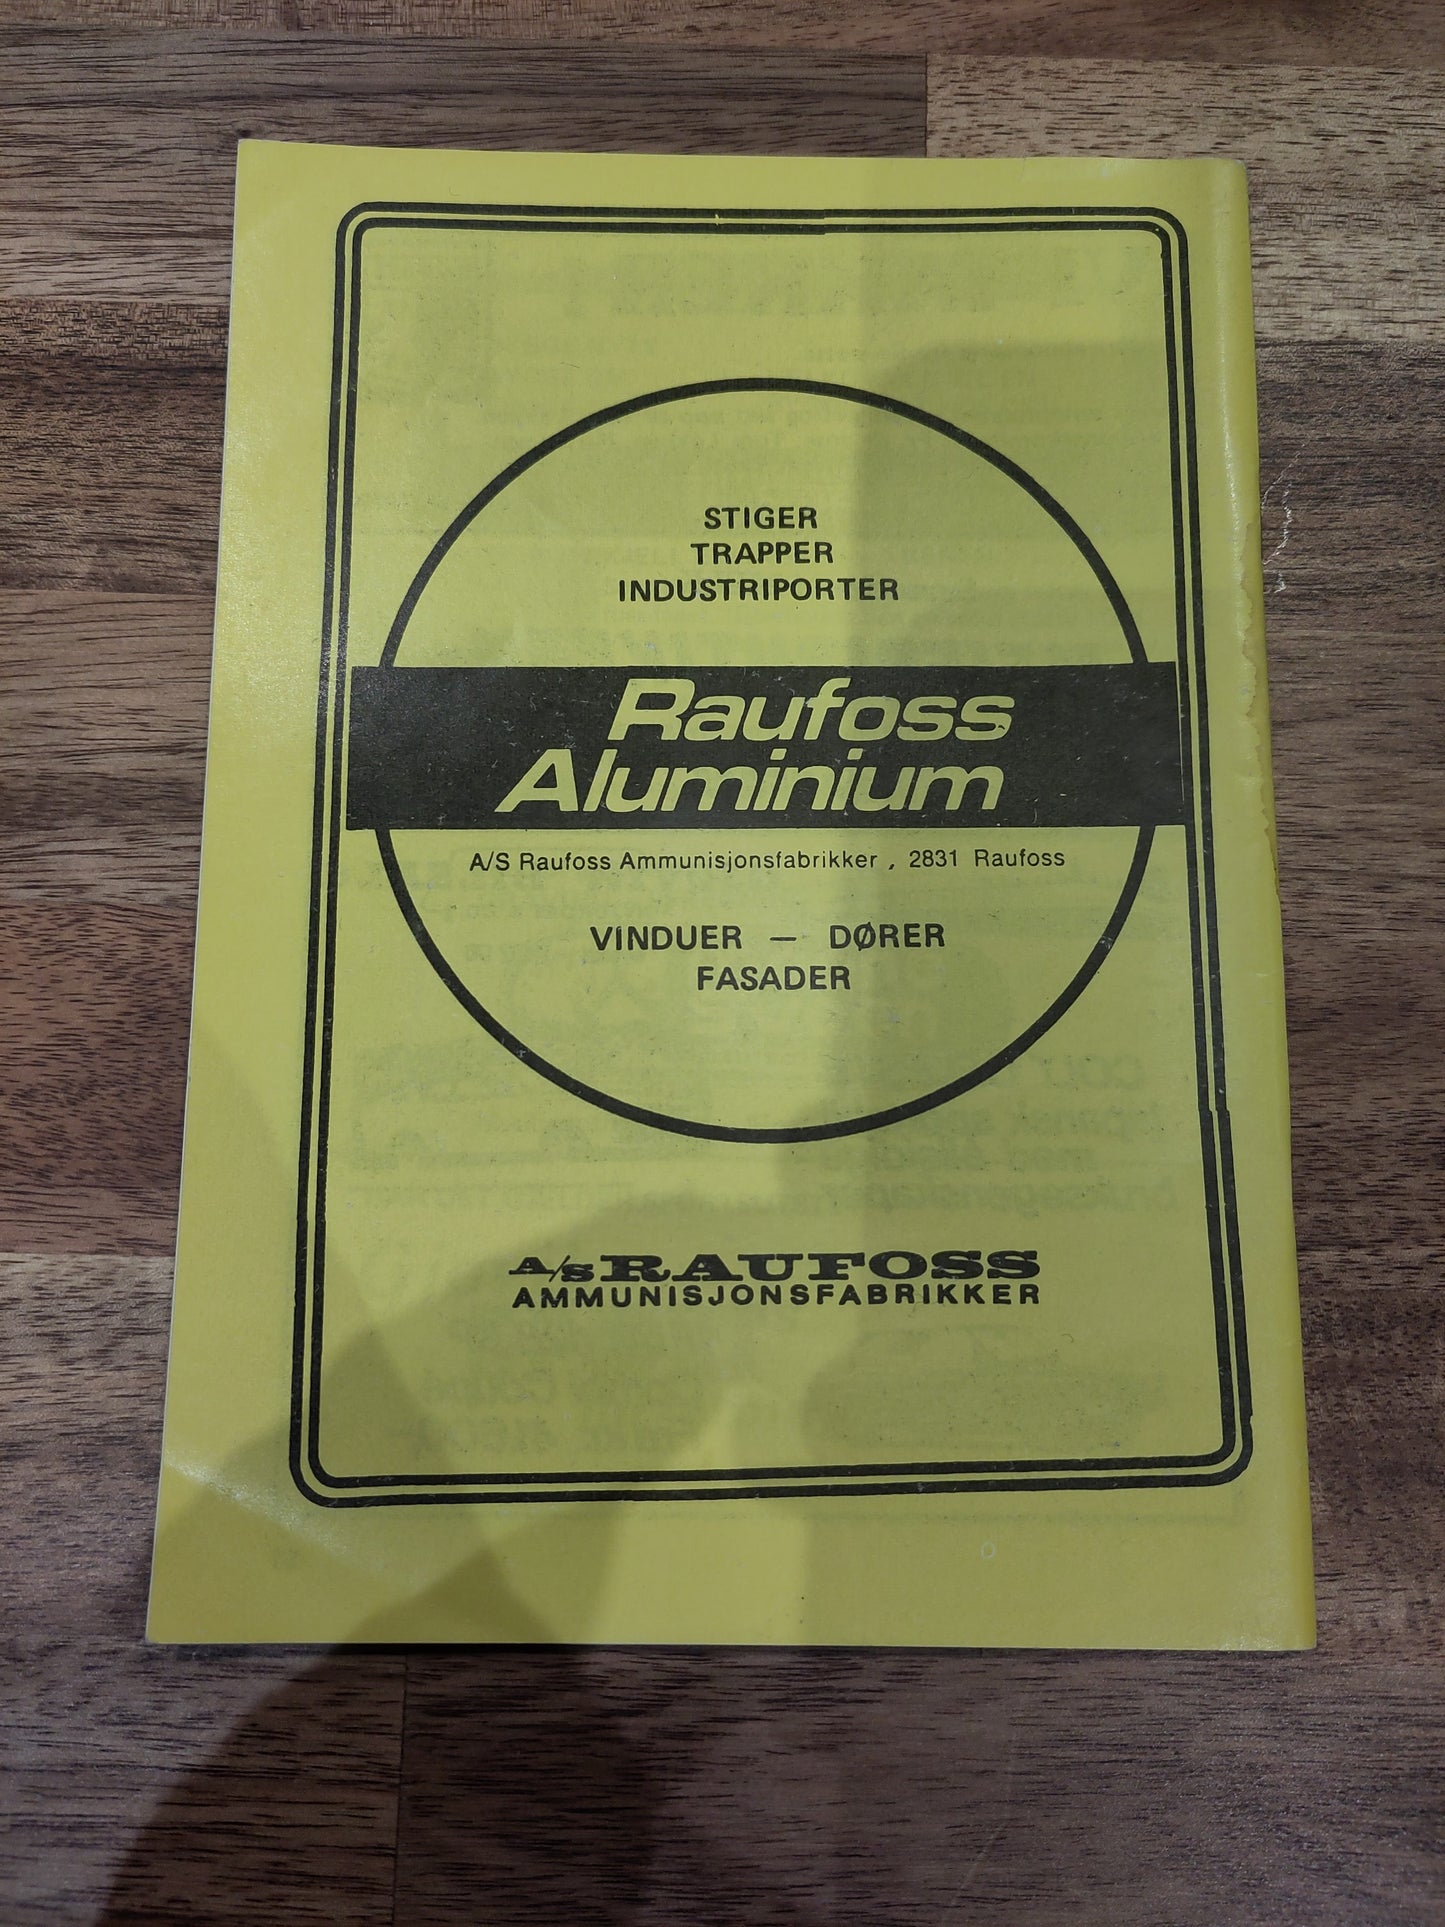 STIGER
TRAPPER
INDUSTRIPORTER
Raufoss
Aluminium
A/S Raufoss Ammunisjonsfabrikker , 2831 Raufoss
VINDUER — DØRER
FASADER
A/S RAUFOSS
AMMUNISJONSFABRIKKER